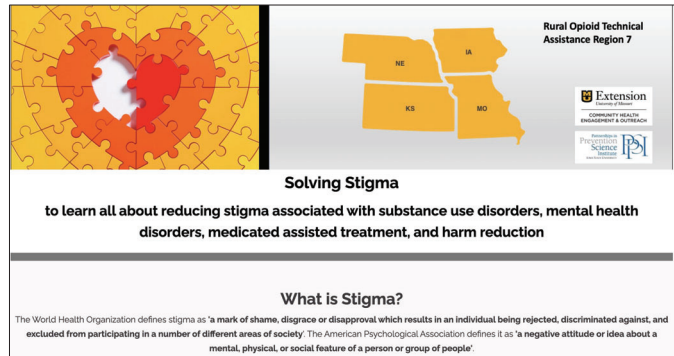 Rural Opioid Technical
Assistance Region 7
NE
IA
KS
MO
Extension
University of Missouri
COMMUNITY HEALTH
ENGAGEMENT & OUTREACH
Partnerships in
Prevention
Science
Institute
PPSI
Solving Stigma
to learn all about reducing stigma associated with substance use disorders, mental health
disorders, medicated assisted treatment, and harm reduction
What is Stigma?
The World Health Organization defines stigma as 'a mark of shame, disgrace or disapproval which results in an individual being rejected, discriminated against, and
excluded from participating in a number of different areas of society'. The American Psychological Association defines it as 'a negative attitude or idea about a
mental, physical, or social feature of a person or group of people'.